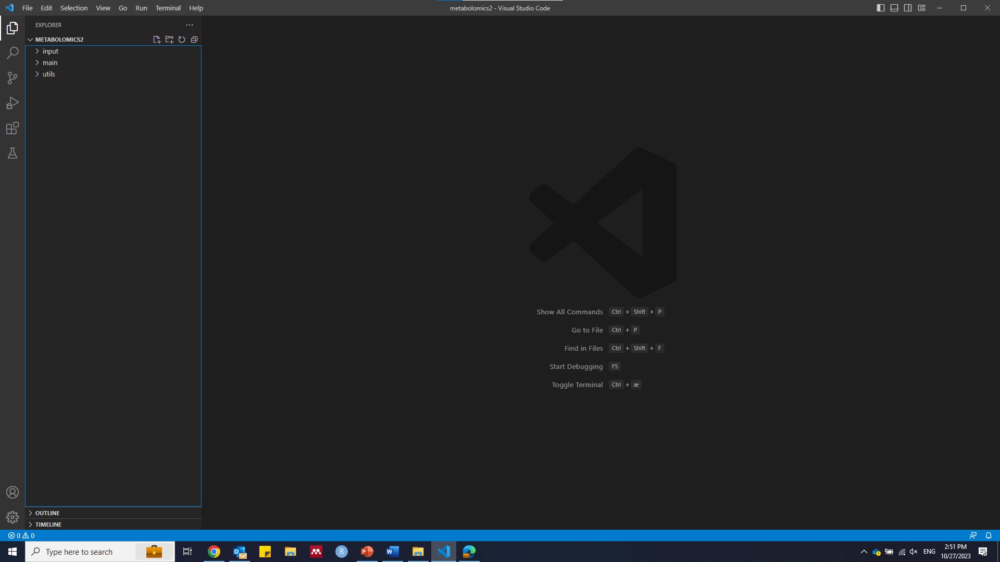 File Edit Selection View Go Run Terminal Help
metabolomics2 - Visual Studio Code
EXPLORER
METABOLOMICS2
input
main
utils
Show All Commands Ctrl + Shift + P
Go to File Ctrl + P
Find in Files Ctrl + Shift + F
Start Debugging F5
Toggle Terminal Ctrl + æ
OUTLINE
TIMELINE
0 0
Type here to search
ENG
2:51 PM
10/27/2023